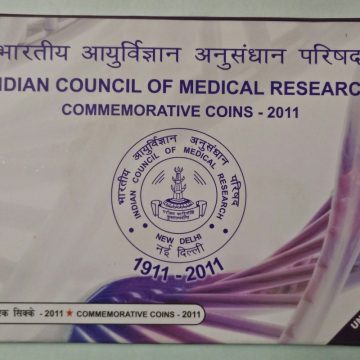 भारतीय आयुर्विज्ञान अनुसंधान परिषद
INDIAN COUNCIL OF MEDICAL RESEARCH
COMMEMORATIVE COINS - 2011
भारतीय आयुर्विज्ञान अनुसंधान परिषद
INDIAN COUNCIL OF MEDICAL RESEARCH
NEW DELHI
नई दिल्ली
1911 - 2011
सिक्के - 2011 ★ COMMEMORATIVE COINS - 2011